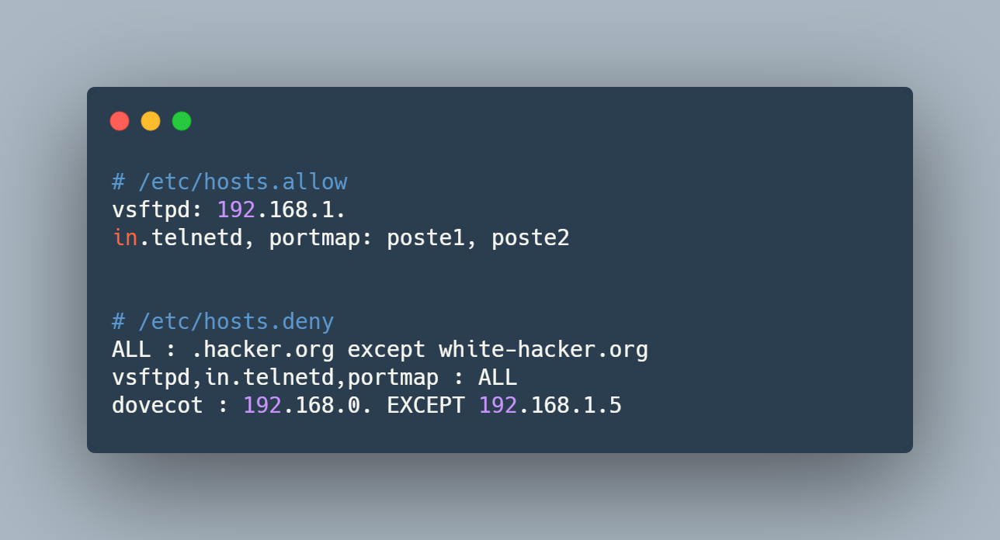 # /etc/hosts.allow
vsftpd: 192.168.1.
in.telnetd, portmap: poste1, poste2
# /etc/hosts.deny
ALL : .hacker.org except white-hacker.org
vsftpd,in.telnetd,portmap : ALL
dovecot : 192.168.0. EXCEPT 192.168.1.5